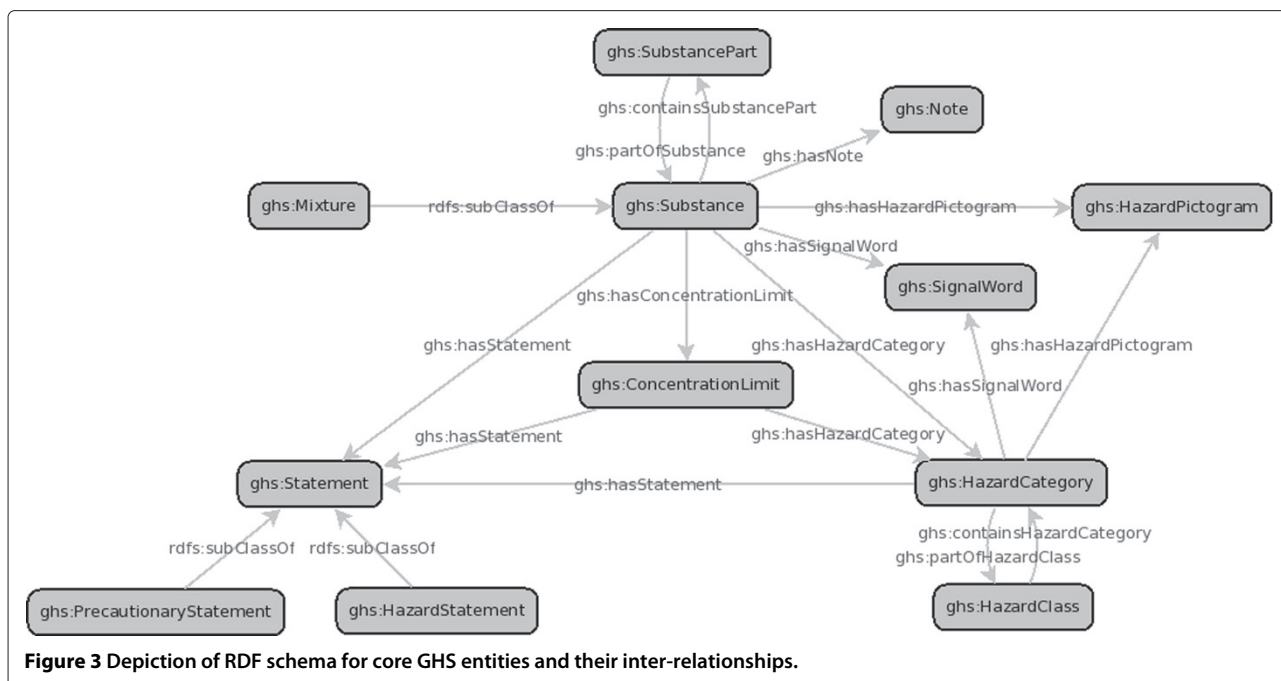 ghs:SubstancePart
ghs:containsSubstancePart
ghs:Note
ghs:partOfSubstance
ghs:hasNote
ghs:Mixture
rdfs:subClassOf
ghs:Substance
ghs:hasHazardPictogram
ghs:HazardPictogram
ghs:hasSignalWord
ghs:SignalWord
ghs:hasConcentrationLimit
ghs:hasStatement
ghs:hasHazardCategory
ghs:hasHazardPictogram
ghs:ConcentrationLimit
ghs:hasSignalWord
ghs:hasStatement
ghs:hasHazardCategory
ghs:Statement
ghs:hasStatement
ghs:HazardCategory
rdfs:subClassOf
rdfs:subClassOf
ghs:containsHazardCategory
ghs:partOfHazardClass
ghs:PrecautionaryStatement
ghs:HazardStatement
ghs:HazardClass
Figure 3 Depiction of RDF schema for core GHS entities and their inter-relationships.